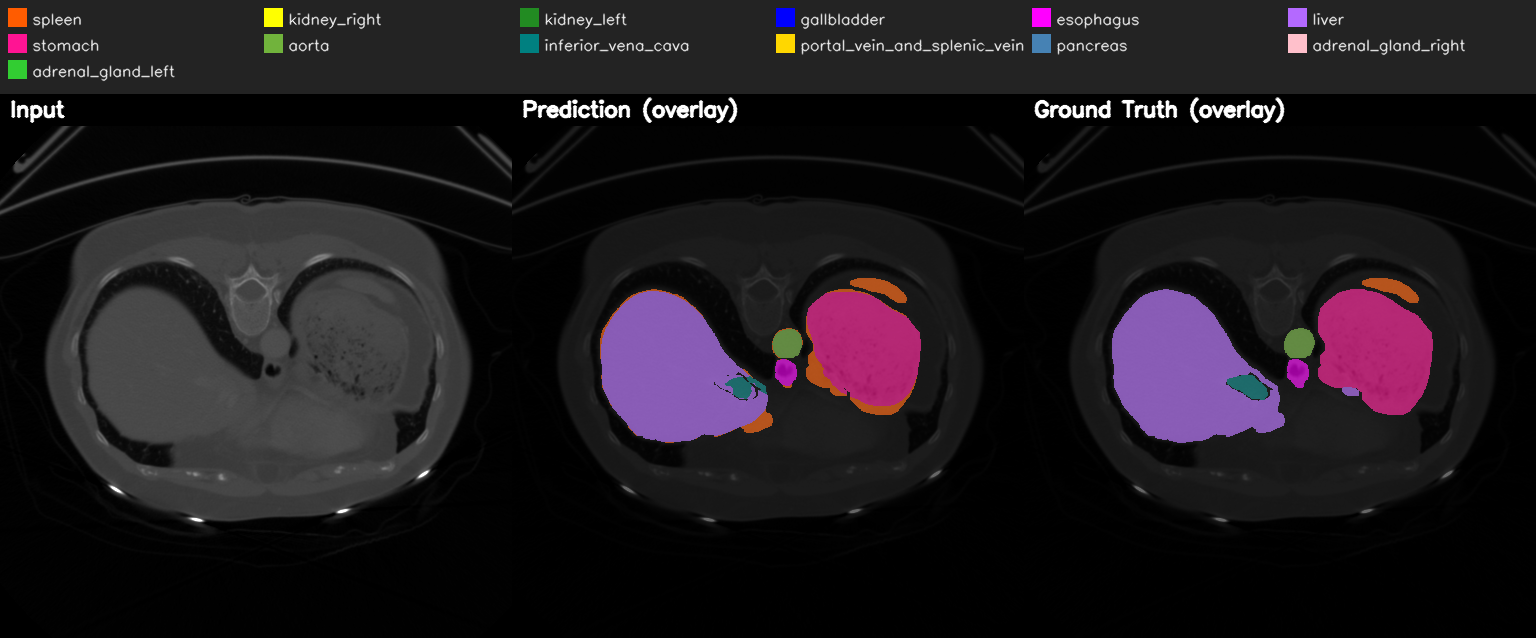 spleen kidney_right kidney_left gallbladder esophagus liver
stomach aorta inferior_vena_cava portal_vein_and_splenic_vein pancreas adrenal_gland_right
adrenal_gland_left
Input Prediction (overlay) Ground Truth (overlay)